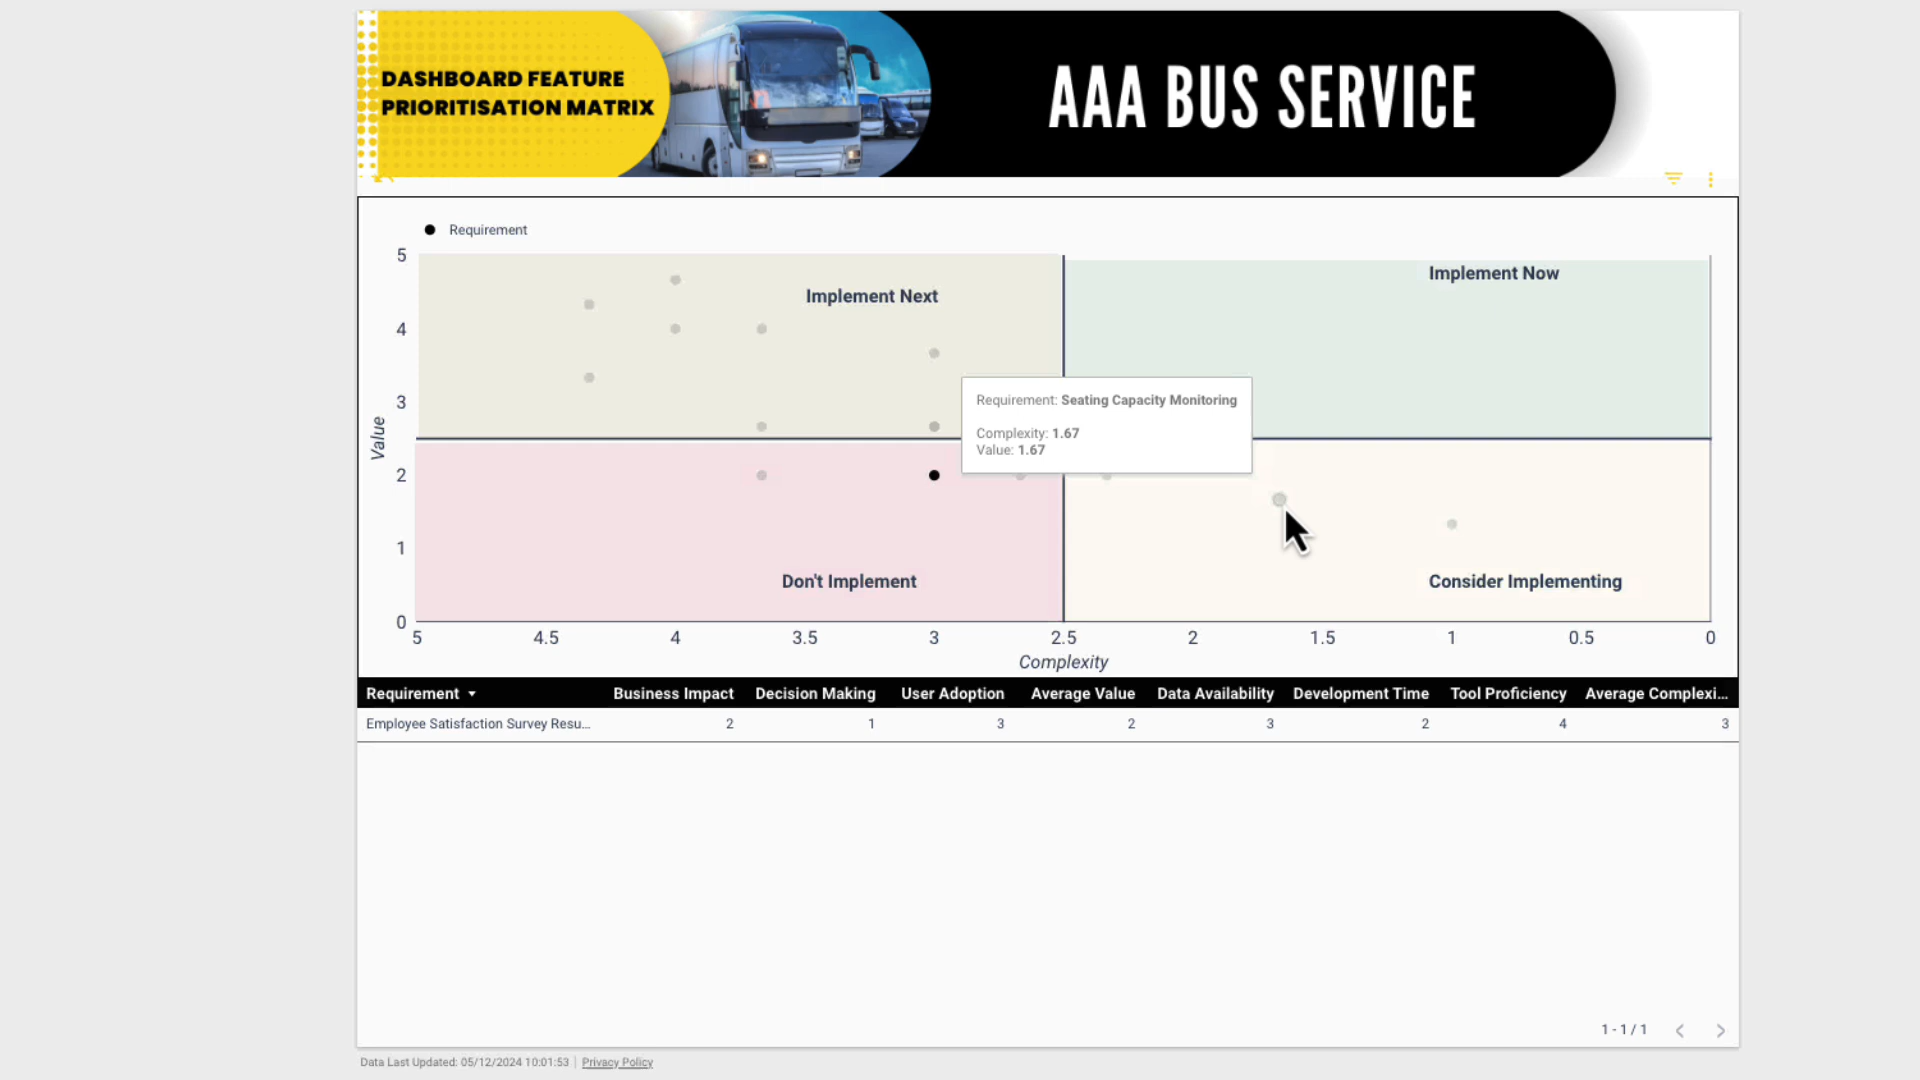 DASHBOARD FEATURE
PRIORITISATION MATRIX
AAA BUS SERVICE
Requirement
5
4
3
2
1
0
Value
Implement Next
Implement Now
Requirement: Seating Capacity Monitoring
Complexity: 1.67
Value: 1.67
Don't Implement
Consider Implementing
5 4.5 4 3.5 3 2.5 2 1.5 1 0.5 0
Complexity
Requirement Business Impact Decision Making User Adoption Average Value Data Availability Development Time Tool Proficiency Average Complexi...
Employee Satisfaction Survey Resu... 2 1 3 2 3 2 4 3
1 - 1 / 1
Data Last Updated: 05/12/2024 10:01:53 Privacy Policy